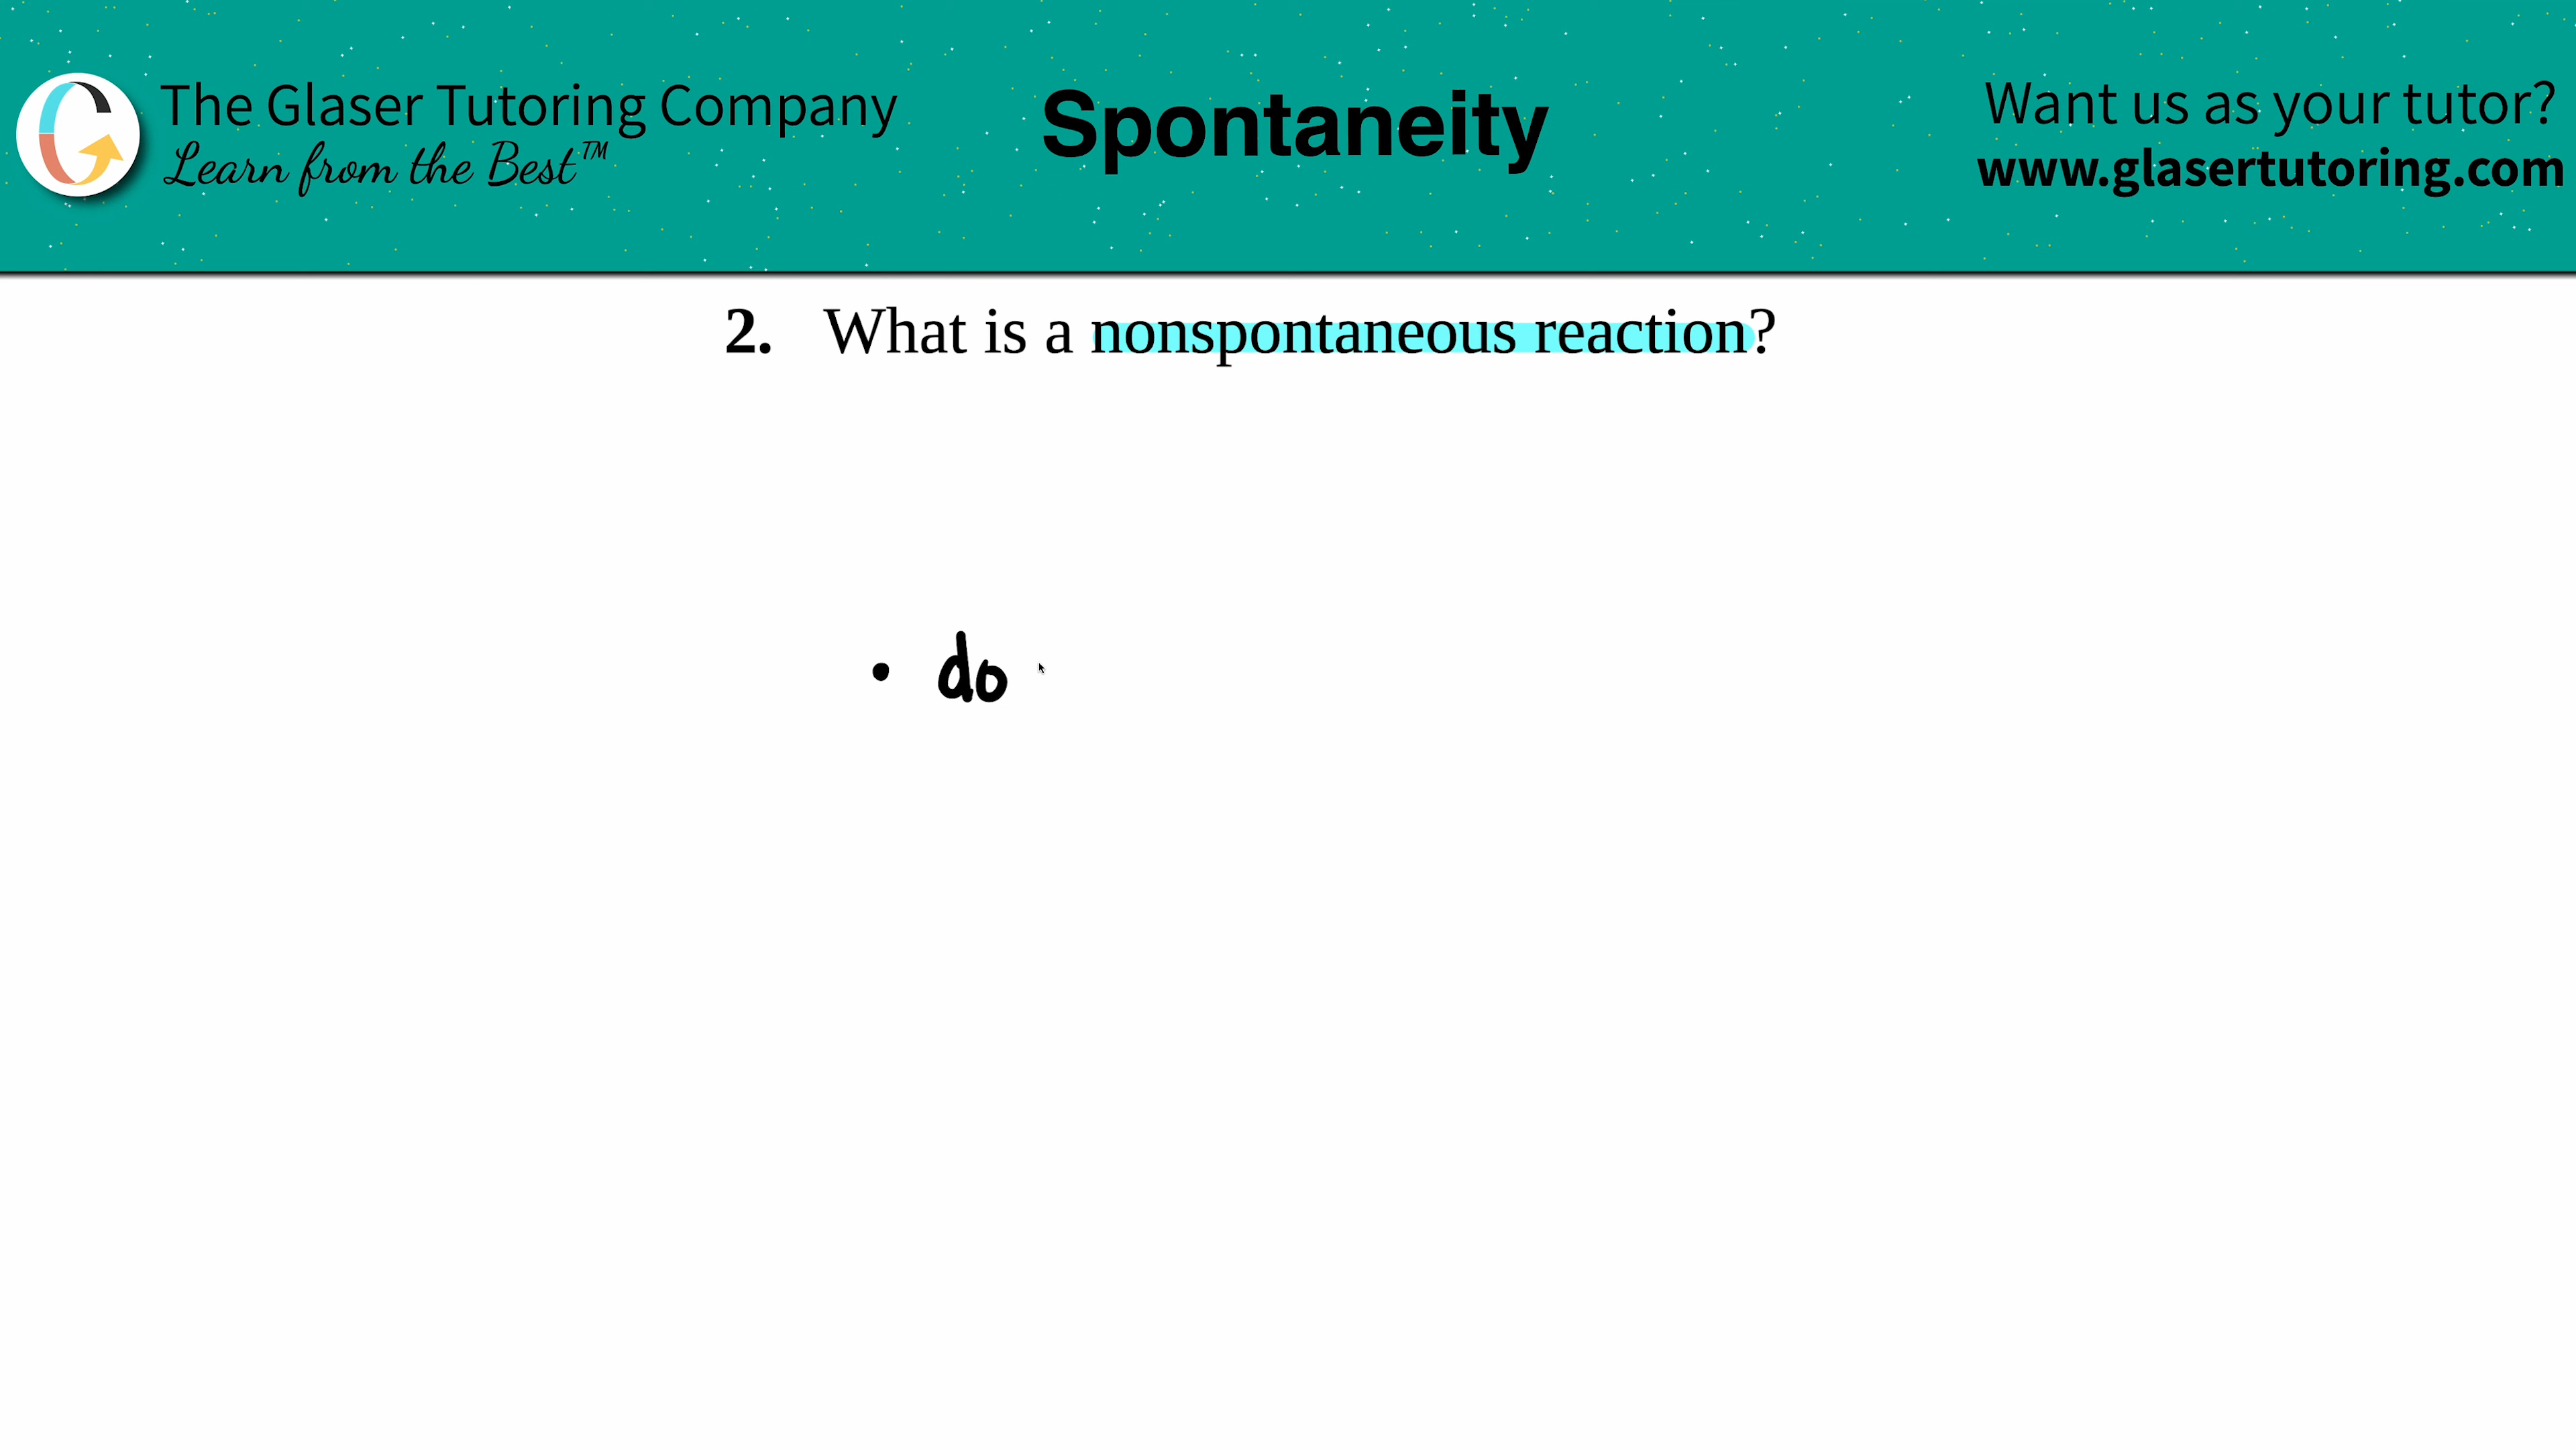 The Glaser Tutoring Company
Learn from the Best™
Spontaneity
Want us as your tutor?
www.glasertutoring.com
2. What is a nonspontaneous reaction?
• do